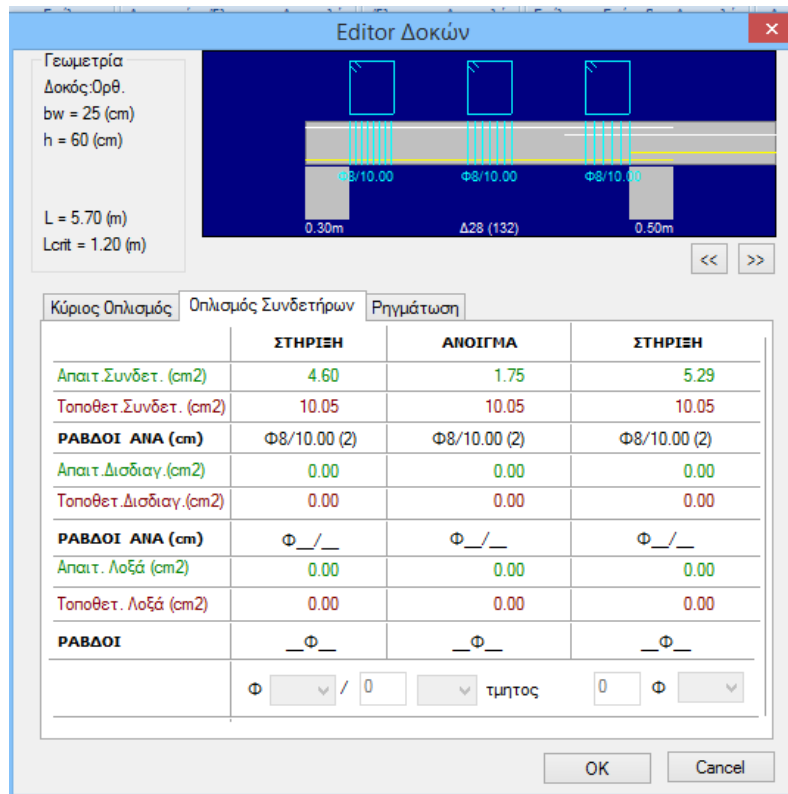 Editor Δοκών
Γεωμετρία
Δοκός:Ορθ.
bw = 25 (cm)
h = 60 (cm)
L = 5.70 (m)
Lcrit = 1.20 (m)
Φ8/10.00 Φ8/10.00 Φ8/10.00
0.30m Δ28 (132) 0.50m
<< >>
Κύριος Οπλισμός Οπλισμός Συνδετήρων Ρηγμάτωση
ΣΤΗΡΙΞΗ ΑΝΟΙΓΜΑ ΣΤΗΡΙΞΗ
Απαιτ.Συνδετ. (cm2) 4.60 1.75 5.29
Τοποθετ.Συνδετ. (cm2) 10.05 10.05 10.05
ΡΑΒΔΟΙ ΑΝΑ (cm) Φ8/10.00 (2) Φ8/10.00 (2) Φ8/10.00 (2)
Απαιτ.Δισδιαγ.(cm2) 0.00 0.00 0.00
Τοποθετ.Δισδιαγ.(cm2) 0.00 0.00 0.00
ΡΑΒΔΟΙ ΑΝΑ (cm) Φ__/__ Φ__/__ Φ__/__
Απαιτ. Λοξά (cm2) 0.00 0.00 0.00
Τοποθετ. Λοξά (cm2) 0.00 0.00 0.00
ΡΑΒΔΟΙ __Φ__ __Φ__ __Φ__
Φ / 0 τμητος 0 Φ
OK Cancel